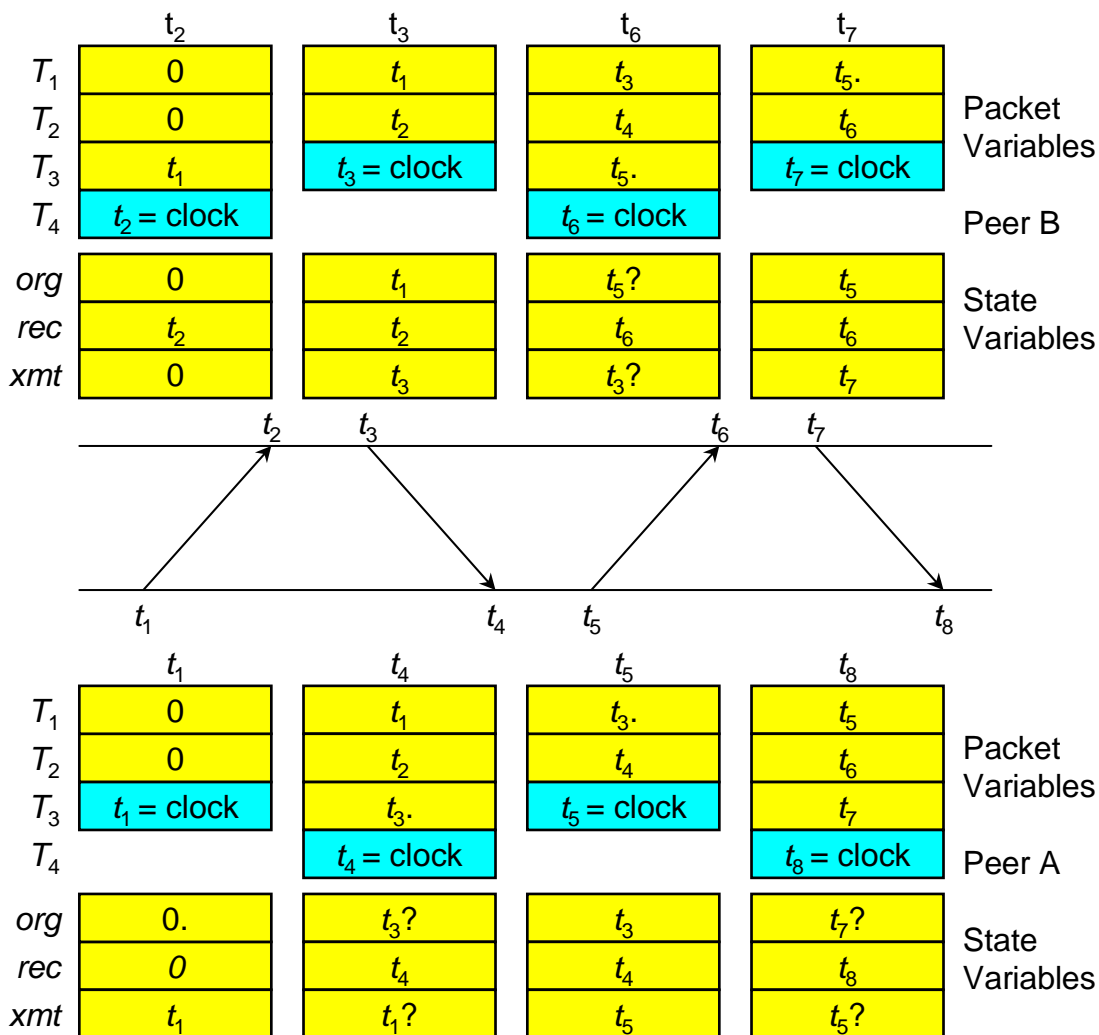 t₂ t₃ t₆ t₇
T₁ 0 t₁ t₃ t₅.
T₂ 0 t₂ t₄ t₆
Packet
Variables
T₃ t₁ t₃ = clock t₅. t₇ = clock
T₄ t₂ = clock t₆ = clock Peer B
org 0 t₁ t₅? t₅
State
Variables
rec t₂ t₂ t₆ t₆
xmt 0 t₃ t₃? t₇
t₂ t₃ t₆ t₇
t₁ t₄ t₅ t₈
t₁ t₄ t₅ t₈
T₁ 0 t₁ t₃. t₅
T₂ 0 t₂ t₄ t₆
Packet
Variables
T₃ t₁ = clock t₃. t₅ = clock t₇
T₄ t₄ = clock t₈ = clock Peer A
org 0. t₃? t₃ t₇?
State
Variables
rec 0 t₄ t₄ t₈
xmt t₁ t₁? t₅ t₅?